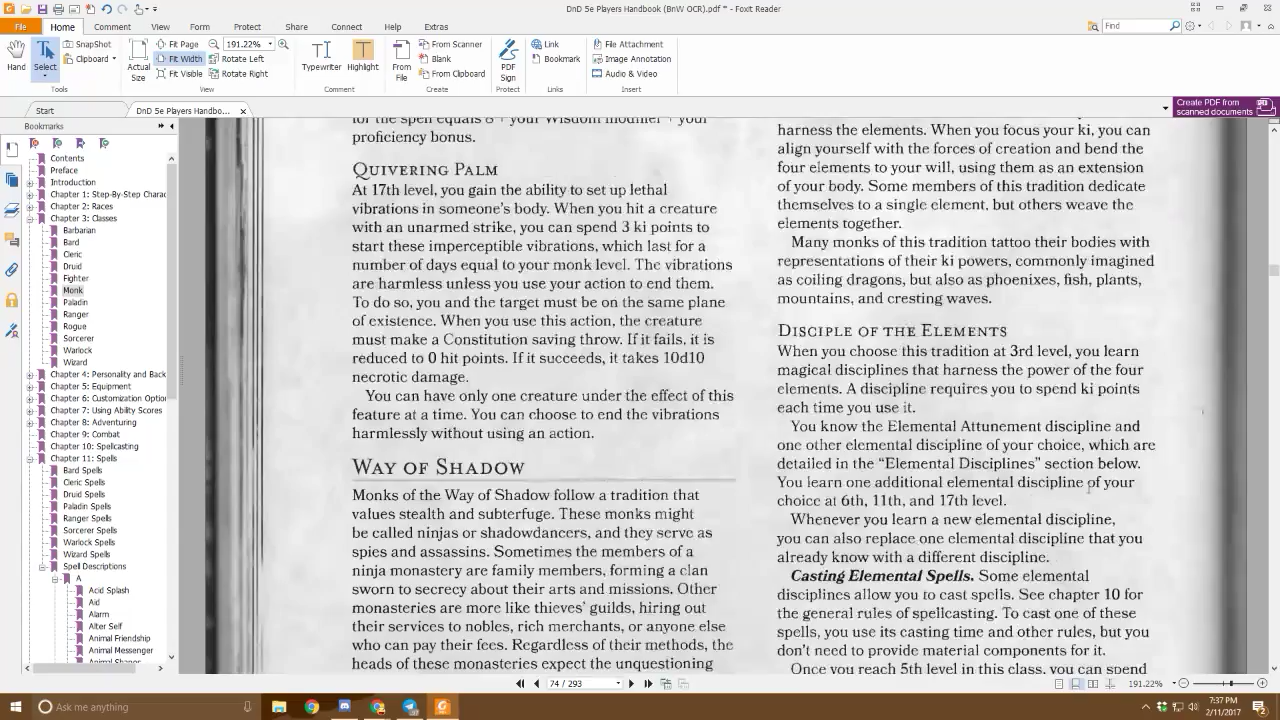 DnD 5e Players Handbook (BnW OCR).pdf * - Foxit Reader
File Home Comment View Form Protect Share Connect Help Extras
Find
Hand
Select
SnapShot
Clipboard
Tools
Actual Size
Fit Page
Fit Width
Fit Visible
191.22%
Rotate Left
Rotate Right
View
Typewriter
Highlight
Comment
From File
From Scanner
Blank
From Clipboard
Create
PDF Sign
Protect
Link
Bookmark
Links
File Attachment
Image Annotation
Audio & Video
Insert
Start
DnD 5e Players Handbo...
Create PDF from
scanned documents
Bookmarks
Contents
Preface
Introduction
Chapter 1: Step-By-Step Charac
Chapter 2: Races
Chapter 3: Classes
Barbarian
Bard
Cleric
Druid
Fighter
Monk
Paladin
Ranger
Rogue
Sorcerer
Warlock
Wizard
Chapter 4: Personality and Back
Chapter 5: Equipment
Chapter 6: Customization Optio
Chapter 7: Using Ability Scores
Chapter 8: Adventuring
Chapter 9: Combat
Chapter 10: Spellcasting
Chapter 11: Spells
Bard Spells
Cleric Spells
Druid Spells
Paladin Spells
Ranger Spells
Sorcerer Spells
Warlock Spells
Wizard Spells
Spell Descriptions
A
Acid Splash
Aid
Alarm
Alter Self
Animal Friendship
Animal Messenger
Animal Shapes
for the spell equals 8 + your Wisdom modifier + your
proficiency bonus.
Quivering Palm
At 17th level, you gain the ability to set up lethal
vibrations in someone's body. When you hit a creature
with an unarmed strike, you can spend 3 ki points to
start these imperceptible vibrations, which last for a
number of days equal to your monk level. The vibrations
are harmless unless you use your action to end them.
To do so, you and the target must be on the same plane
of existence. When you use this action, the creature
must make a Constitution saving throw. If it fails, it is
reduced to 0 hit points. If it succeeds, it takes 10d10
necrotic damage.
You can have only one creature under the effect of this
feature at a time. You can choose to end the vibrations
harmlessly without using an action.
Way of Shadow
Monks of the Way of Shadow follow a tradition that
values stealth and subterfuge. These monks might
be called ninjas or shadowdancers, and they serve as
spies and assassins. Sometimes the members of a
ninja monastery are family members, forming a clan
sworn to secrecy about their arts and missions. Other
monasteries are more like thieves' guilds, hiring out
their services to nobles, rich merchants, or anyone else
who can pay their fees. Regardless of their methods, the
heads of these monasteries expect the unquestioning
harness the elements. When you focus your ki, you can
align yourself with the forces of creation and bend the
four elements to your will, using them as an extension
of your body. Some members of this tradition dedicate
themselves to a single element, but others weave the
elements together.
Many monks of this tradition tattoo their bodies with
representations of their ki powers, commonly imagined
as coiling dragons, but also as phoenixes, fish, plants,
mountains, and cresting waves.
Disciple of the Elements
When you choose this tradition at 3rd level, you learn
magical disciplines that harness the power of the four
elements. A discipline requires you to spend ki points
each time you use it.
You know the Elemental Attunement discipline and
one other elemental discipline of your choice, which are
detailed in the "Elemental Disciplines" section below.
You learn one additional elemental discipline of your
choice at 6th, 11th, and 17th level.
Whenever you learn a new elemental discipline,
you can also replace one elemental discipline that you
already know with a different discipline.
Casting Elemental Spells. Some elemental
disciplines allow you to cast spells. See chapter 10 for
the general rules of spellcasting. To cast one of these
spells, you use its casting time and other rules, but you
don't need to provide material components for it.
Once you reach 5th level in this class, you can spend
74 / 293
191.22%
Ask me anything
7:37 PM
2/11/2017
2